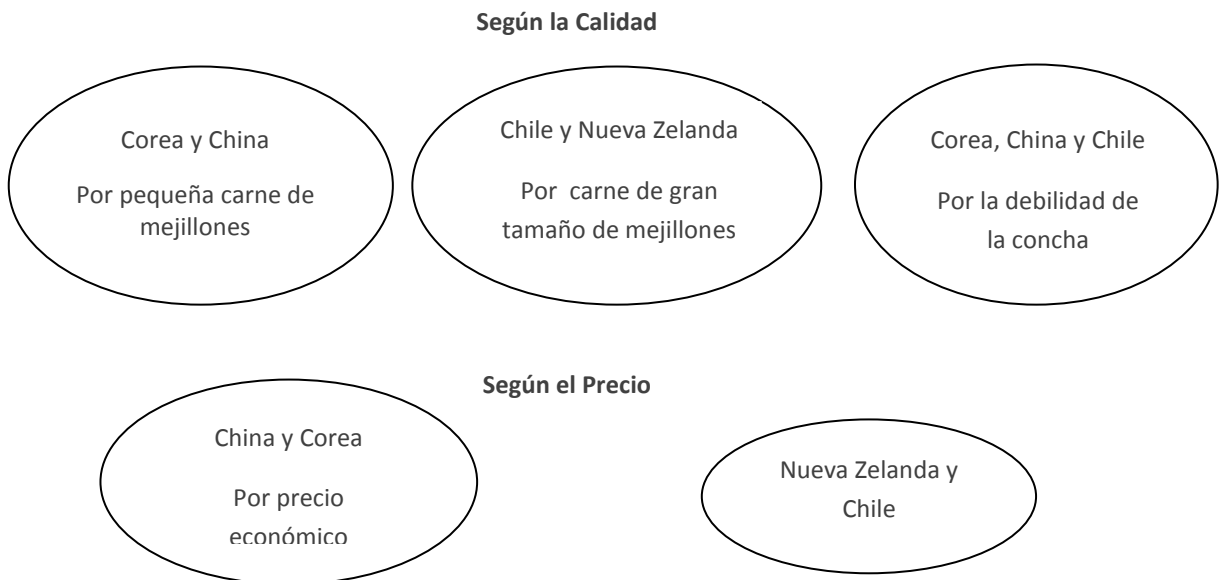 Según la Calidad
Corea y China
Por pequeña carne de
mejillones
Chile y Nueva Zelanda
Por carne de gran
tamaño de mejillones
Corea, China y Chile
Por la debilidad de
la concha
Según el Precio
China y Corea
Por precio
económico
Nueva Zelanda y
Chile